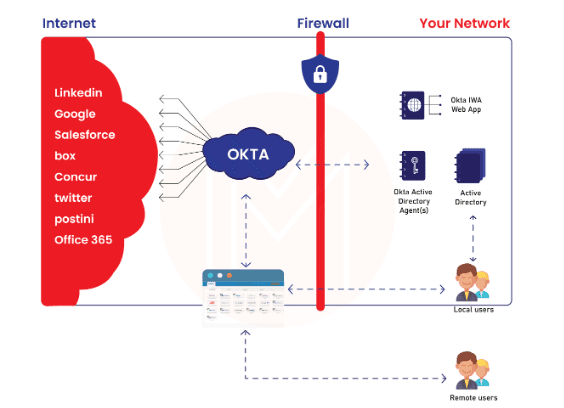 Internet
Firewall
Your Network
Linkedin
Google
Salesforce
box
Concur
twitter
postini
Office 365
OKTA
Okta IWA
Web App
Okta Active
Directory
Agent(s)
Active
Directory
Local users
Remote users